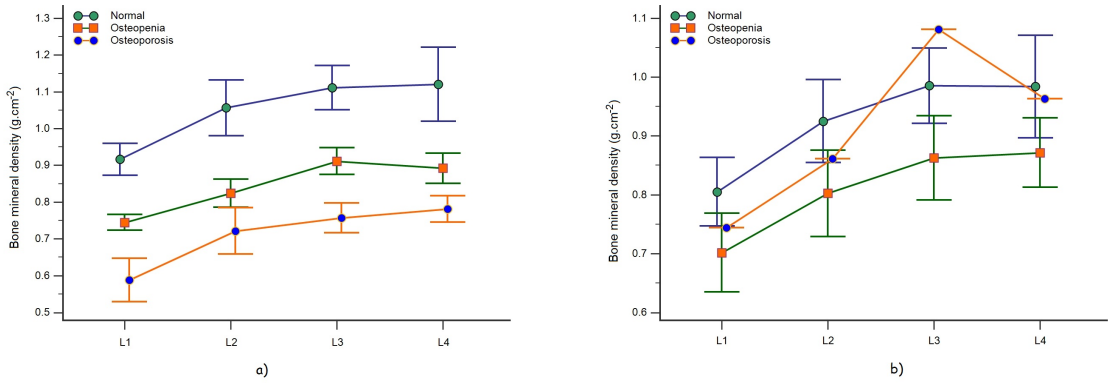 Normal
Osteopenia
Osteoporosis
Bone mineral density (g.cm-2)
1.3
1.2
1.1
1.0
0.9
0.8
0.7
0.6
0.5
L1 L2 L3 L4
a)
Normal
Osteopenia
Osteoporosis
Bone mineral density (g.cm-2)
1.1
1.0
0.9
0.8
0.7
0.6
L1 L2 L3 L4
b)